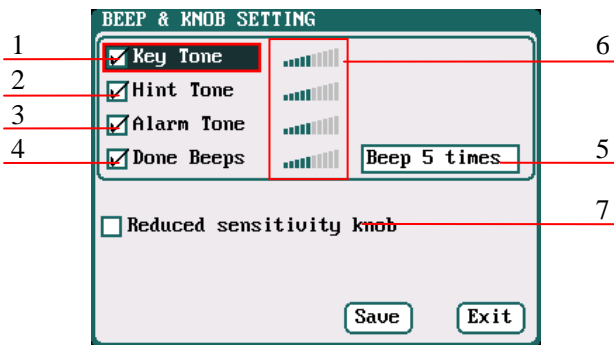 BEEP & KNOB SETTING
1 Key Tone 6
2 Hint Tone
3 Alarm Tone
4 Done Beeps Beep 5 times 5
Reduced sensitivity knob 7
Save Exit